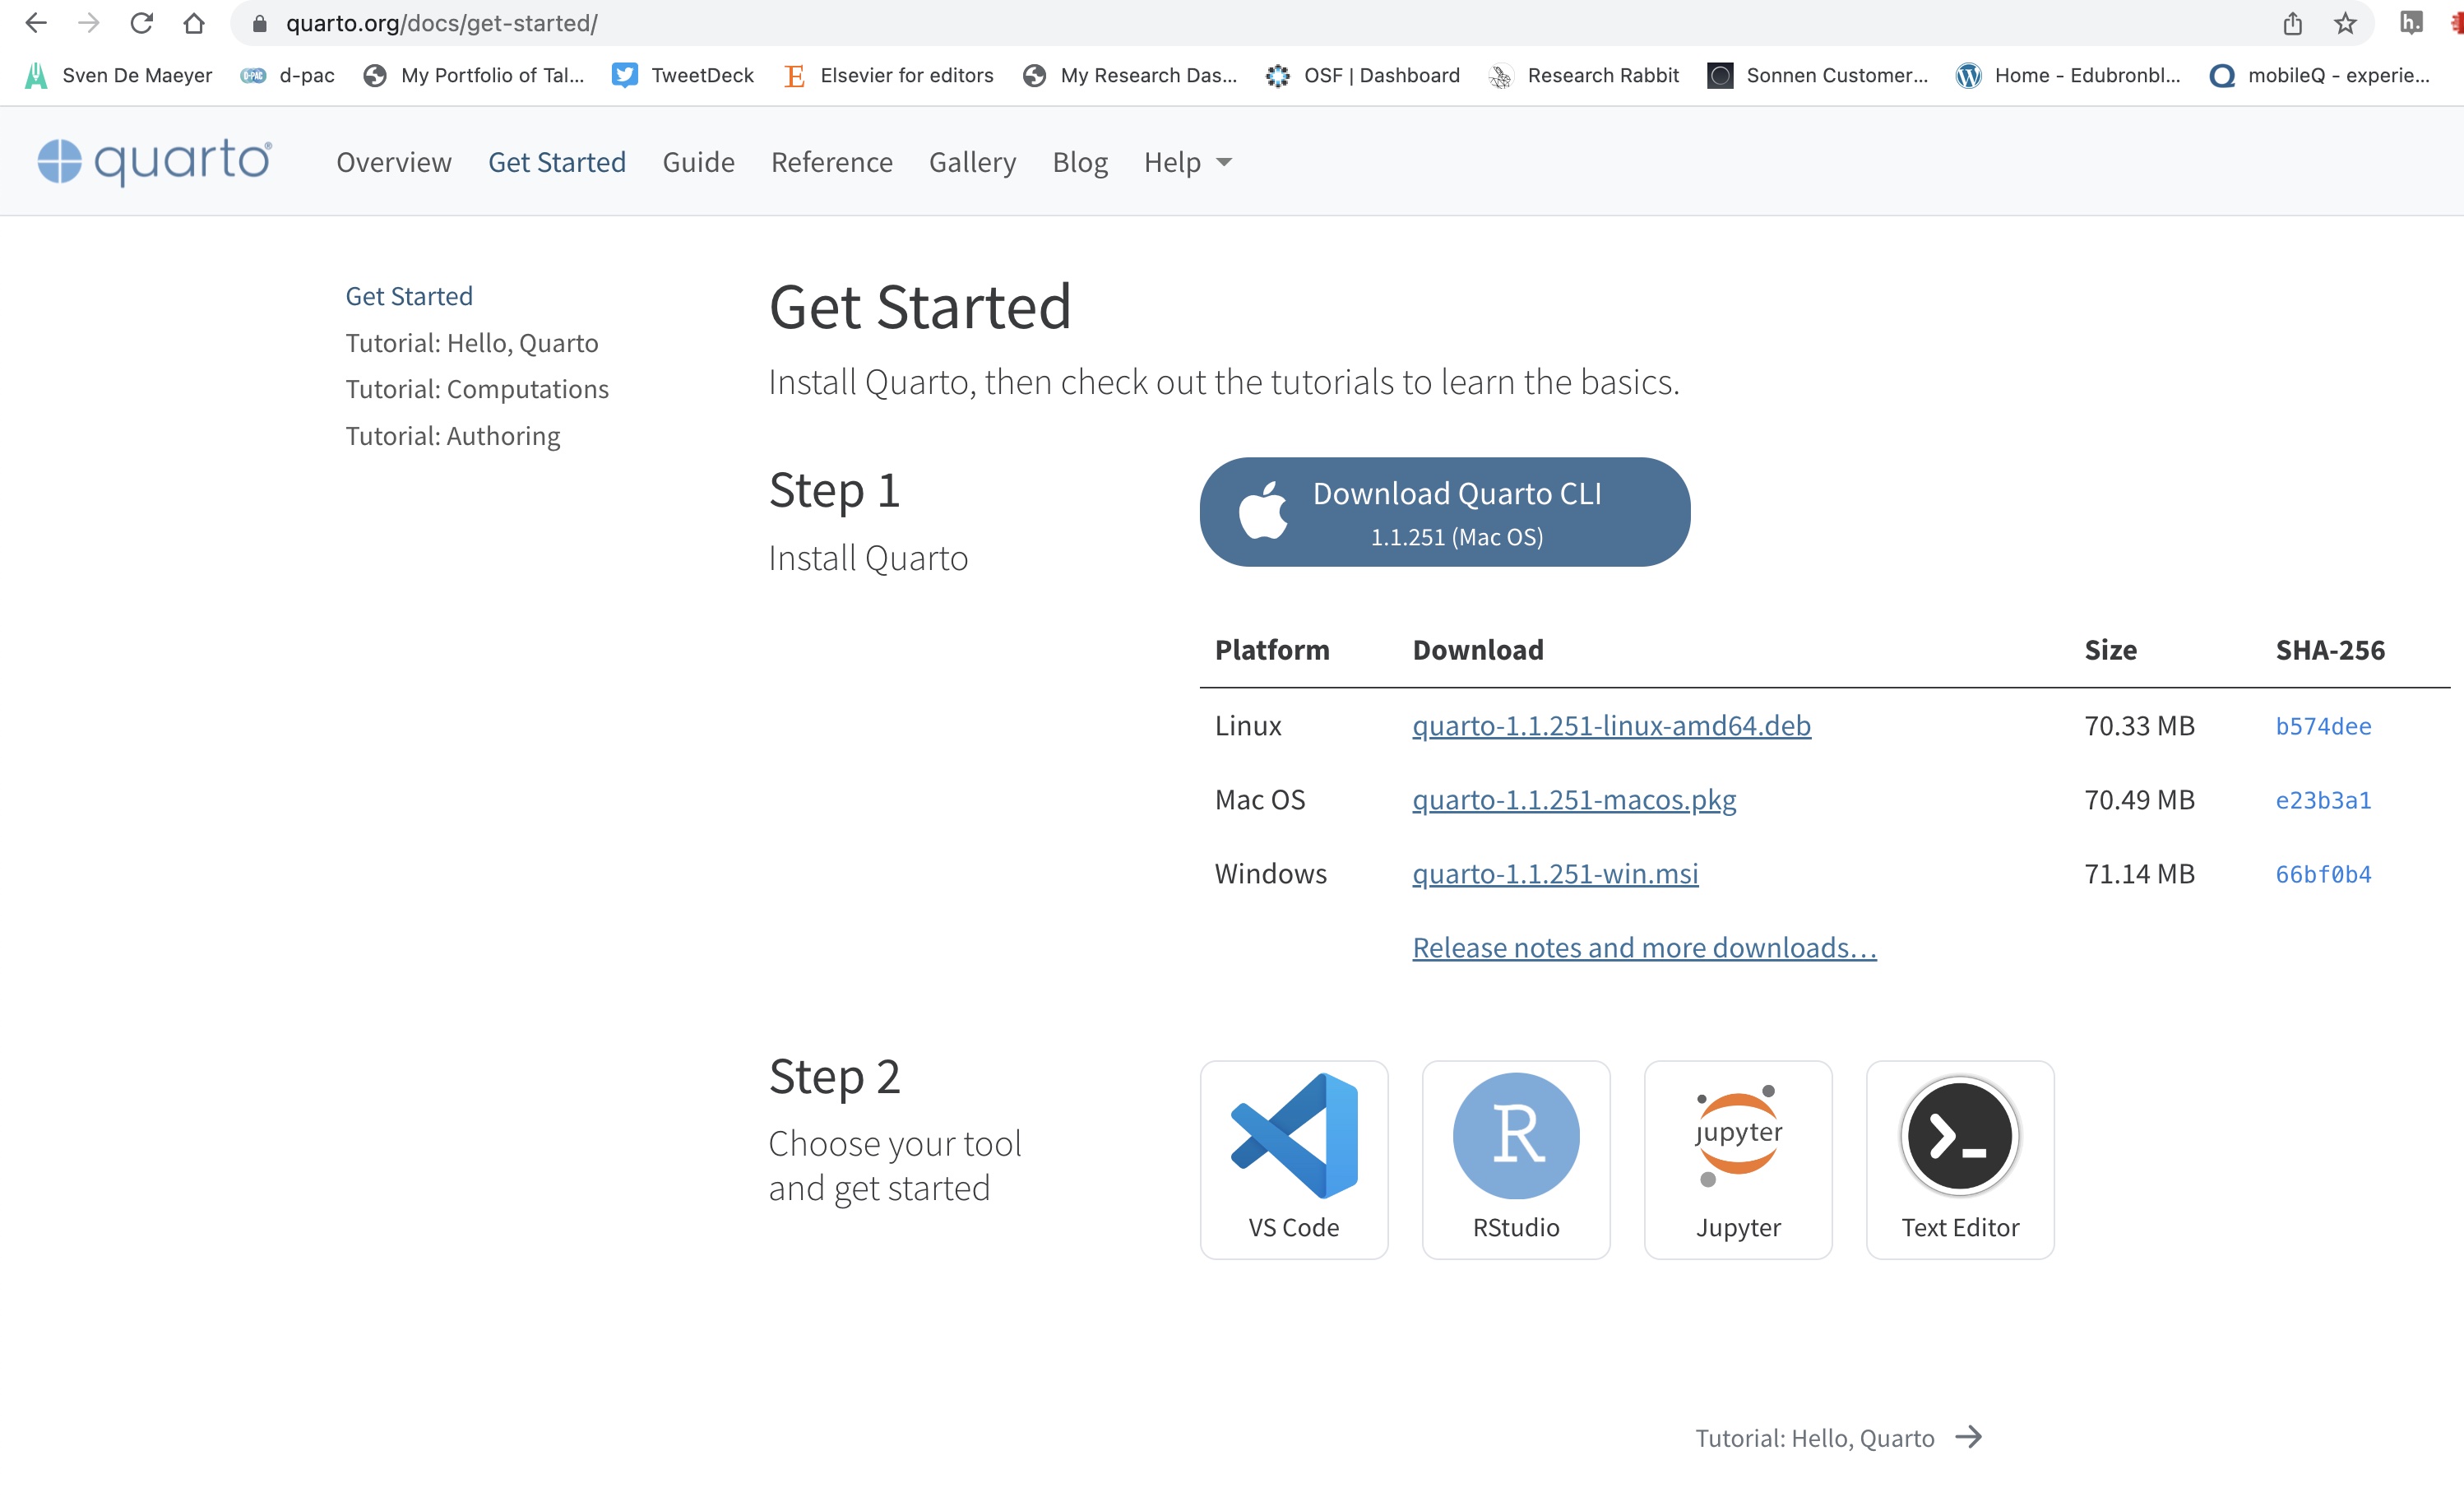 quarto.org/docs/get-started/
h.
Sven De Maeyer D-PAC d-pac My Portfolio of Tal... TweetDeck E Elsevier for editors My Research Das... OSF | Dashboard Research Rabbit Sonnen Customer... Home - Edubronbl... mobileQ - experie...
quarto® Overview Get Started Guide Reference Gallery Blog Help
Get Started
Tutorial: Hello, Quarto
Tutorial: Computations
Tutorial: Authoring
Get Started
Install Quarto, then check out the tutorials to learn the basics.
Step 1
Install Quarto
Download Quarto CLI
1.1.251 (Mac OS)
Platform Download Size SHA-256
Linux quarto-1.1.251-linux-amd64.deb 70.33 MB b574dee
Mac OS quarto-1.1.251-macos.pkg 70.49 MB e23b3a1
Windows quarto-1.1.251-win.msi 71.14 MB 66bf0b4
Release notes and more downloads…
Step 2
Choose your tool
and get started
R jupyter
VS Code RStudio Jupyter Text Editor
Tutorial: Hello, Quarto